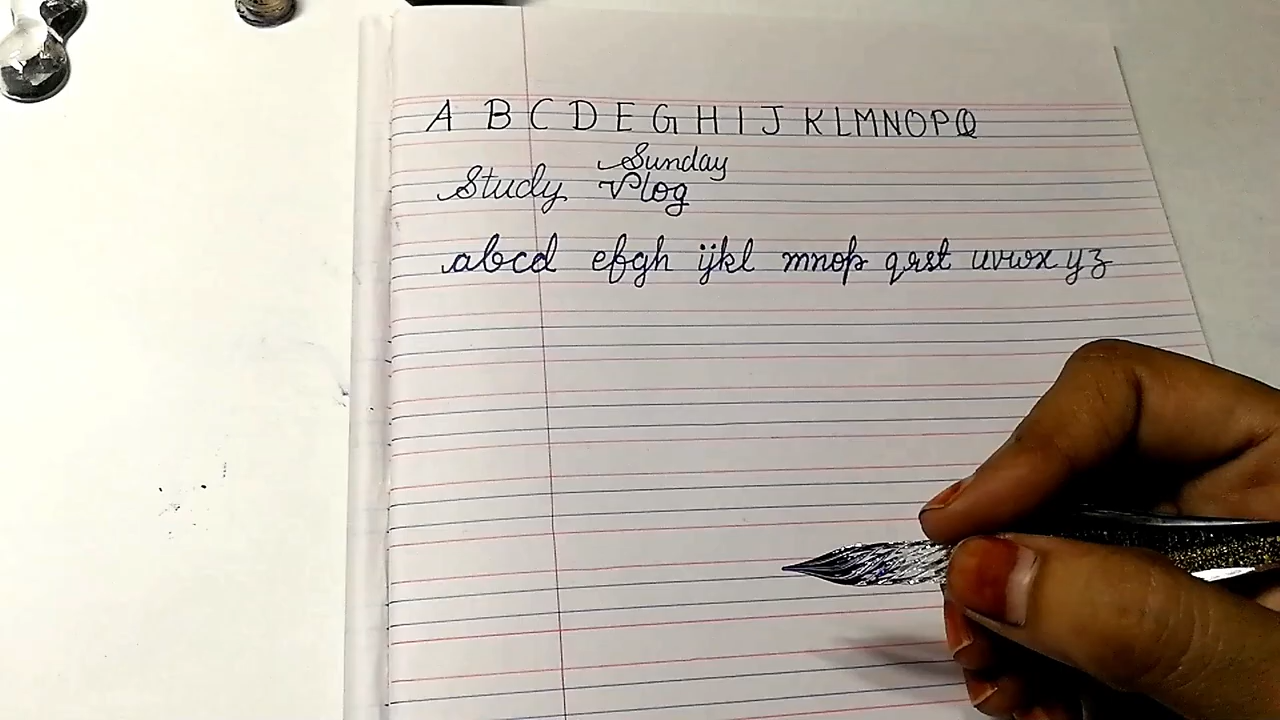 A B C D E G H I J K L M N O P Q
Sunday
Study Vlog
abcd efgh ijkl mnop qrst uvwx yz